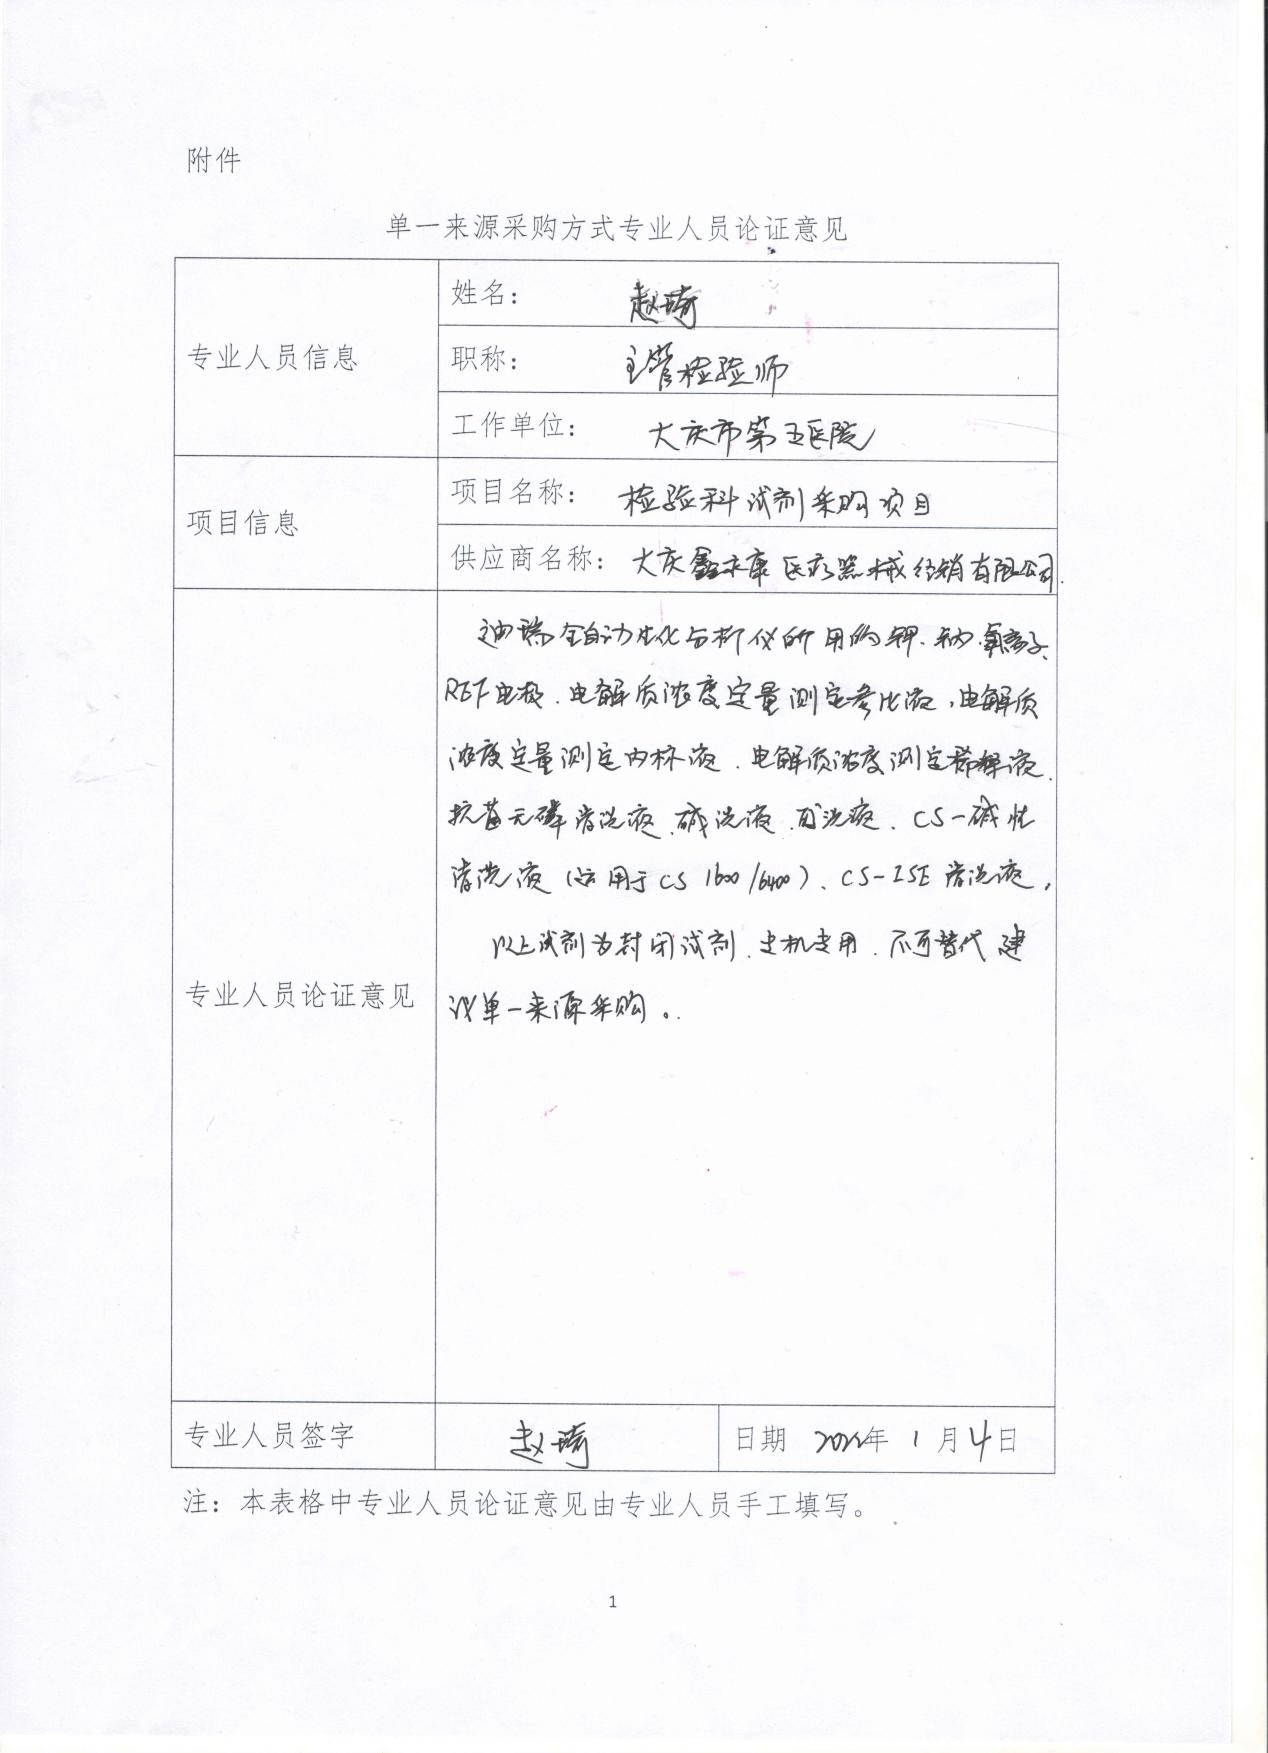 附件
单一来源采购方式专业人员论证意见
专业人员信息
姓名： 赵琦
职称： 主管检验师
工作单位： 大庆市第五医院
项目信息
项目名称： 检验科试剂采购项目
供应商名称：大庆鑫永康医疗器械经销有限公司.
专业人员论证意见
迪瑞全自动生化分析仪所用的钾、钠、氯离子、
REF电极、电解质浓度定量测定参比液，电解质
浓度定量测定内标液、电解质浓度测定稀释液、
抗菌无磷清洗液、碱洗液、酸洗液、CS-碱性
清洗液（适用于CS 1600/6400）、CS-ISE清洗液，
以上试剂为封闭试剂、专机专用、不可替代 建
议单一来源采购。
专业人员签字
赵琦
日期 年 1 月 4 日
注：本表格中专业人员论证意见由专业人员手工填写。
1